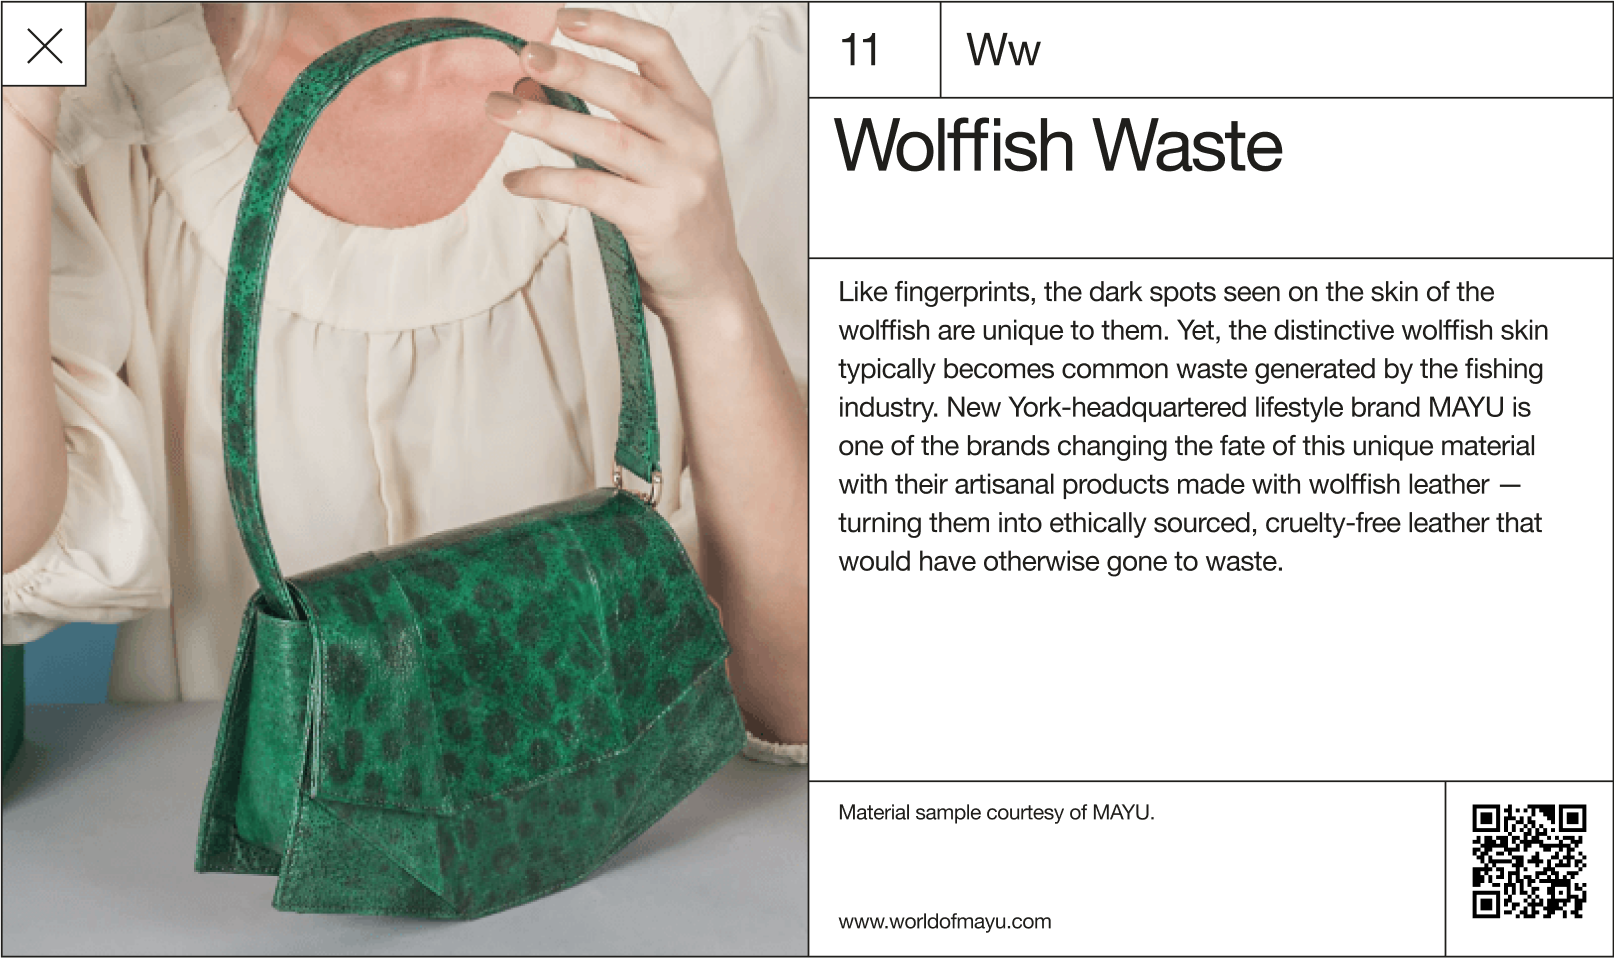 11
Ww
Wolffish Waste
Like fingerprints, the dark spots seen on the skin of the
wolffish are unique to them. Yet, the distinctive wolffish skin
typically becomes common waste generated by the fishing
industry. New York-headquartered lifestyle brand MAYU is
one of the brands changing the fate of this unique material
with their artisanal products made with wolffish leather —
turning them into ethically sourced, cruelty-free leather that
would have otherwise gone to waste.
Material sample courtesy of MAYU.
www.worldofmayu.com